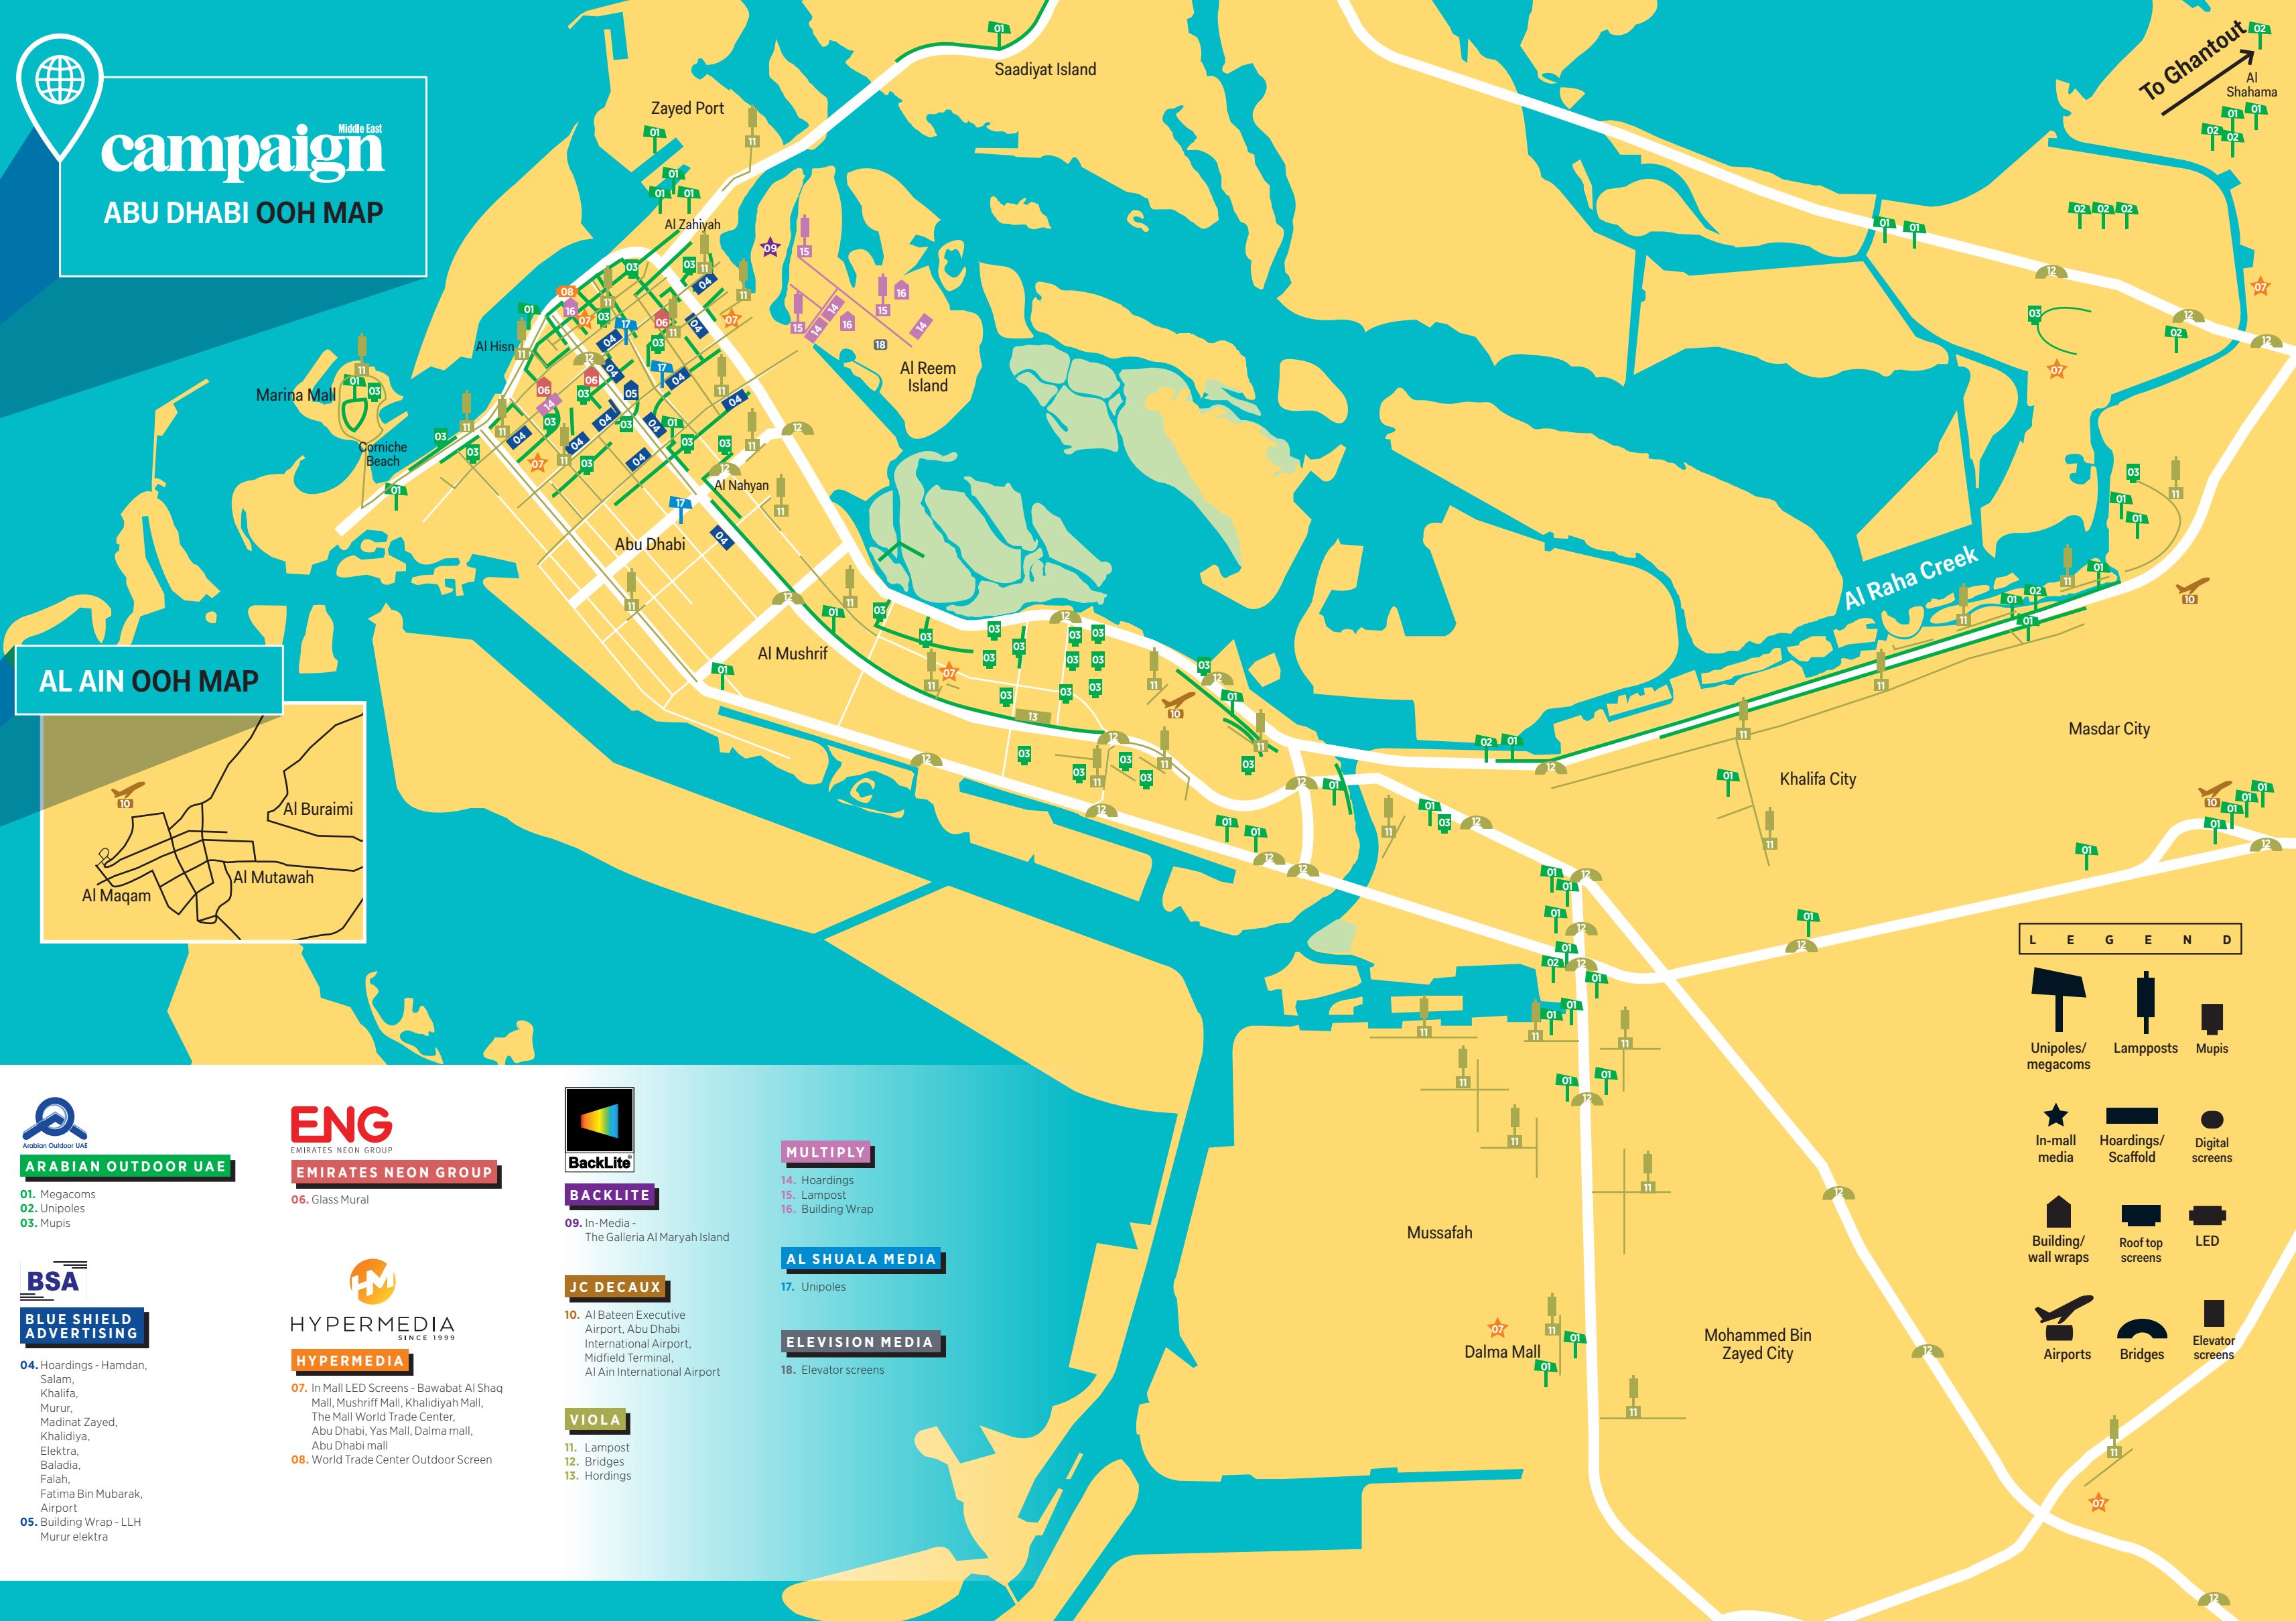 Middle East
campaign
ABU DHABI OOH MAP
Saadiyat Island
Zayed Port
To Ghantout
Al
Shahama
Al Zahiyah
Al Hisn
Marina Mall
Al Reem
Island
Corniche
Beach
Al Nahyan
Abu Dhabi
Al Raha Creek
Al Mushrif
Masdar City
Khalifa City
Mussafah
Dalma Mall
Mohammed Bin
Zayed City
AL AIN OOH MAP
10
Al Buraimi
Al Mutawah
Al Maqam
LEGEND
Unipoles/
megacoms
Lampposts
Mupis
In-mall
media
Hoardings/
Scaffold
Digital
screens
Building/
wall wraps
Roof top
screens
LED
Airports
Bridges
Elevator
screens
Arabian Outdoor UAE
ARABIAN OUTDOOR UAE
01. Megacoms
02. Unipoles
03. Mupis
BSA
BLUE SHIELD
ADVERTISING
04. Hoardings - Hamdan,
Salam,
Khalifa,
Murur,
Madinat Zayed,
Khalidiya,
Elektra,
Baladia,
Falah,
Fatima Bin Mubarak,
Airport
05. Building Wrap - LLH
Murur elektra
ENG
EMIRATES NEON GROUP
EMIRATES NEON GROUP
06. Glass Mural
HM
HYPERMEDIA
SINCE 1999
HYPERMEDIA
07. In Mall LED Screens - Bawabat Al Shaq
Mall, Mushriff Mall, Khalidiyah Mall,
The Mall World Trade Center,
Abu Dhabi, Yas Mall, Dalma mall,
Abu Dhabi mall
08. World Trade Center Outdoor Screen
BackLite
BACKLITE
09. In-Media -
The Galleria Al Maryah Island
JC DECAUX
10. Al Bateen Executive
Airport, Abu Dhabi
International Airport,
Midfield Terminal,
Al Ain International Airport
VIOLA
11. Lampost
12. Bridges
13. Hordings
MULTIPLY
14. Hoardings
15. Lampost
16. Building Wrap
AL SHUALA MEDIA
17. Unipoles
ELEVISION MEDIA
18. Elevator screens